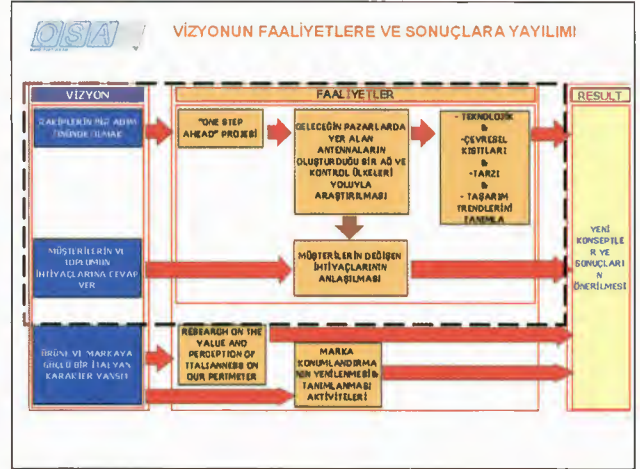 OSA
VİZYONUN FAALİYETLERE VE SONUÇLARA YAYILIMI
VİZYON
FAALİYETLER
RESULT
RAKİPLERİN BİR ADIM
ÖNÜNDE OLMAK
"ONE STEP
AHEAD" PROJESİ
GELECEĞİN PAZARLARDA
YER ALAN
ANTENNALARIN
OLUŞTURDUĞU BİR AĞ VE
KONTROL ÜLKELERİ
YOLUYLA
ARAŞTIRILMASI
- TEKNOLOJİK
&
-ÇEVRESEL
KISITLARI
&
-TARZI
&
- TASARIM
TRENDLERİNİ
TANIMLA
YENİ
KONSEPTLE
R VE
SONUÇLARI
N
ÖNERİLMESİ
MÜŞTERİLERİN VE
TOPLUMUN
İHTİYAÇLARINA CEVAP
VER
MÜŞTERİLERİN DEĞİŞEN
İHTİYAÇLARININ
ANLAŞILMASI
ÜRÜNE VE MARKAYA
GÜÇLÜ BİR İTALYAN
KARAKTER YANSIT
RESEARCH ON THE
VALUE AND
PERCEPTION OF
ITALIANNESS ON
OUR PERIMETER
MARKA
KONUMLANDIRMA
NIN YENİLENMESİ &
TANIMLANMASI
AKTİVİTELERİ